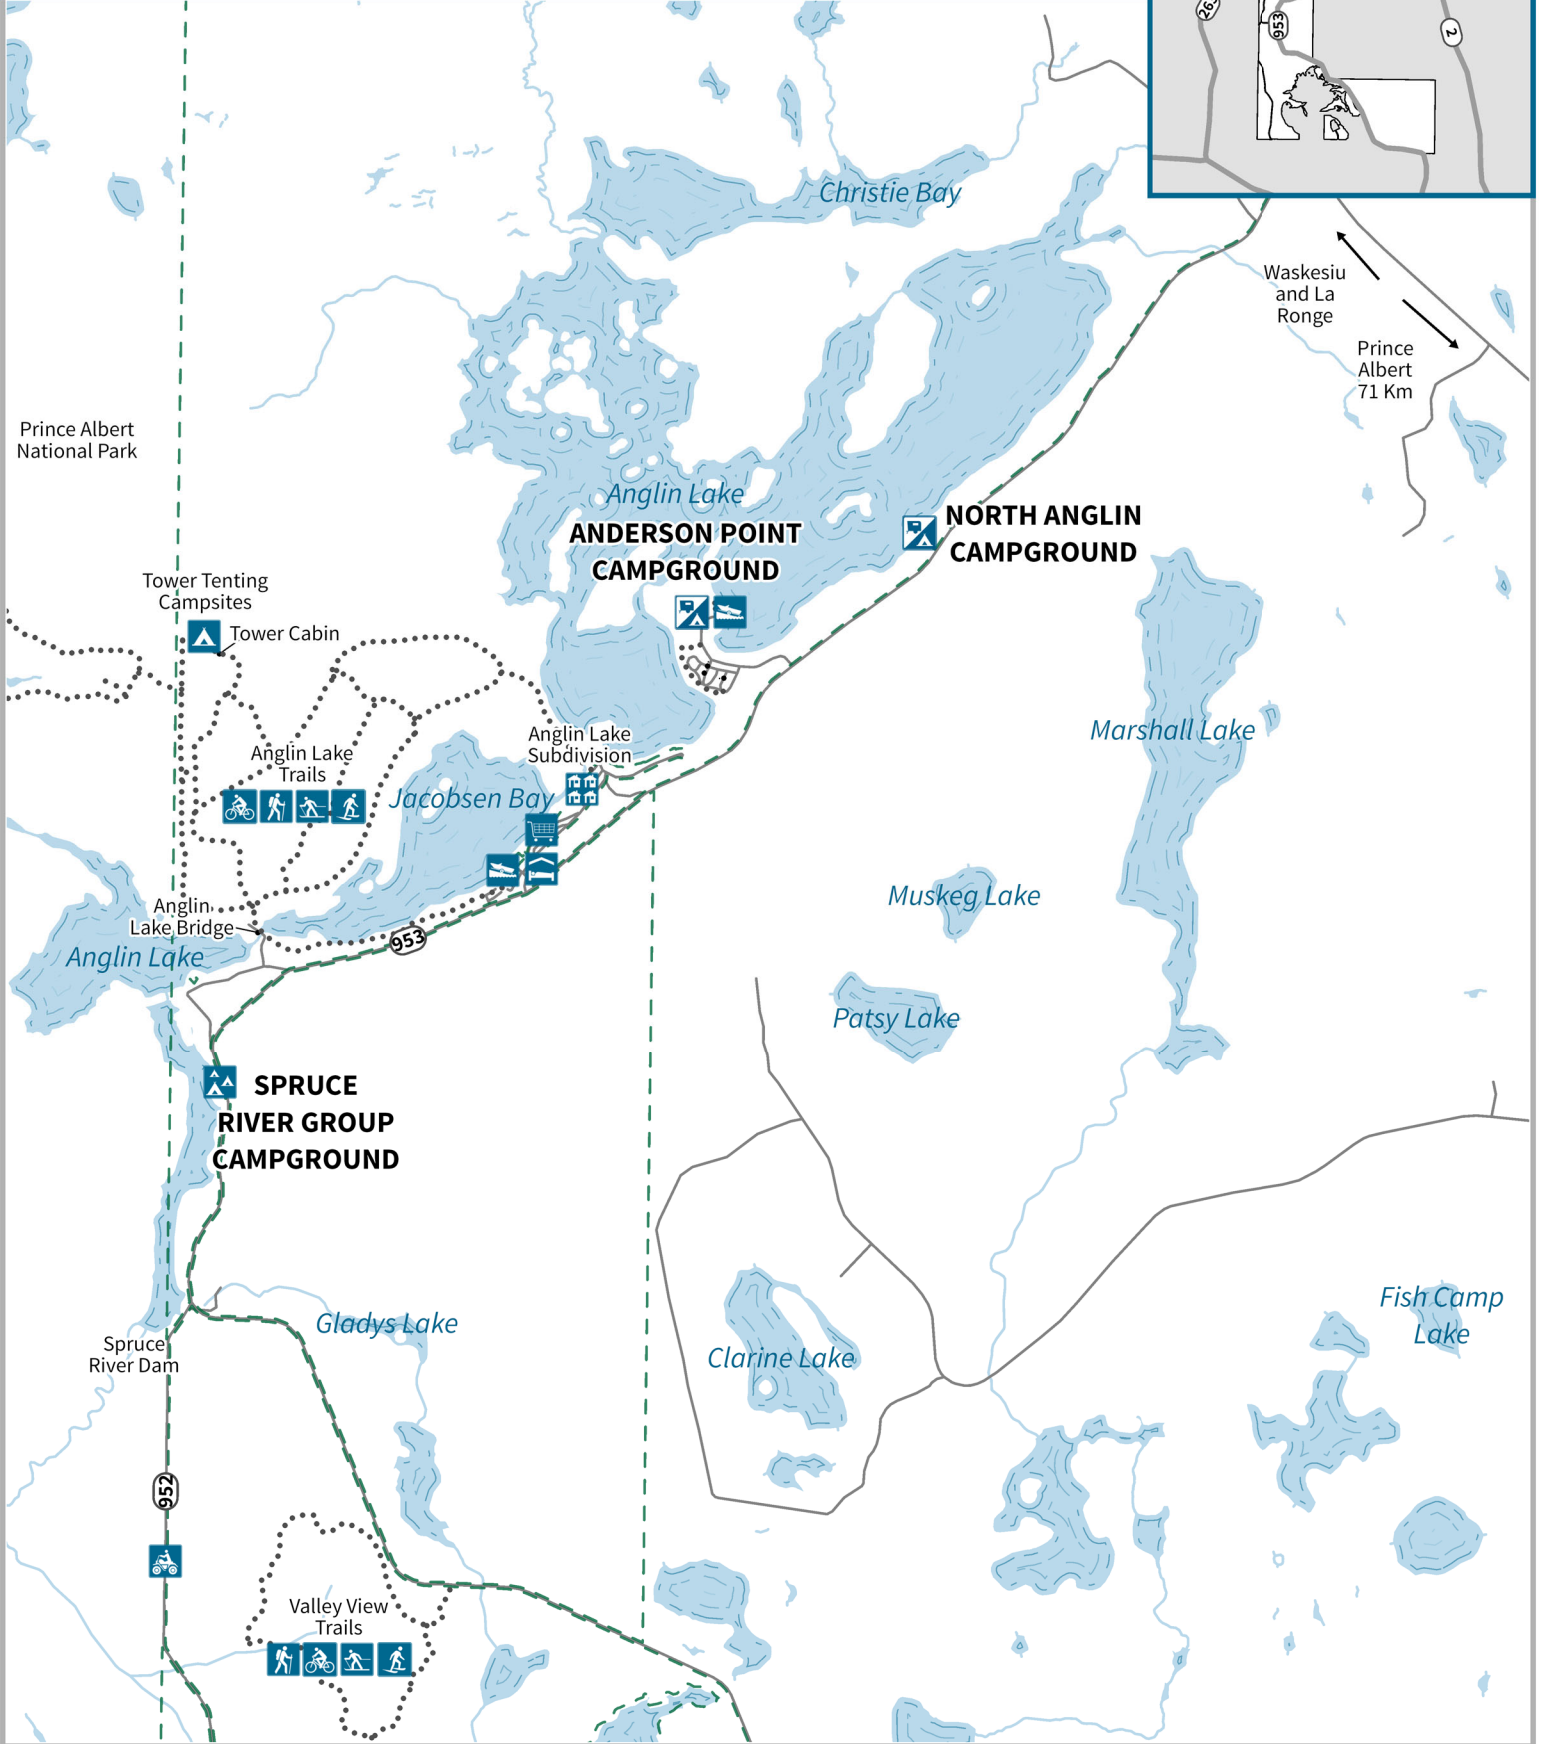 953
2
Christie Bay
Waskesiu
and La
Ronge
Prince
Albert
71 Km
Prince Albert
National Park
Anglin Lake
ANDERSON POINT
CAMPGROUND
NORTH ANGLIN
CAMPGROUND
Tower Tenting
Campsites
Tower Cabin
Anglin Lake
Subdivision
Marshall Lake
Anglin Lake
Trails
Jacobsen Bay
Muskeg Lake
Anglin
Lake Bridge
953
Anglin Lake
Patsy Lake
SPRUCE
RIVER GROUP
CAMPGROUND
Gladys Lake
Fish Camp
Lake
Spruce
River Dam
Clarine Lake
952
Valley View
Trails